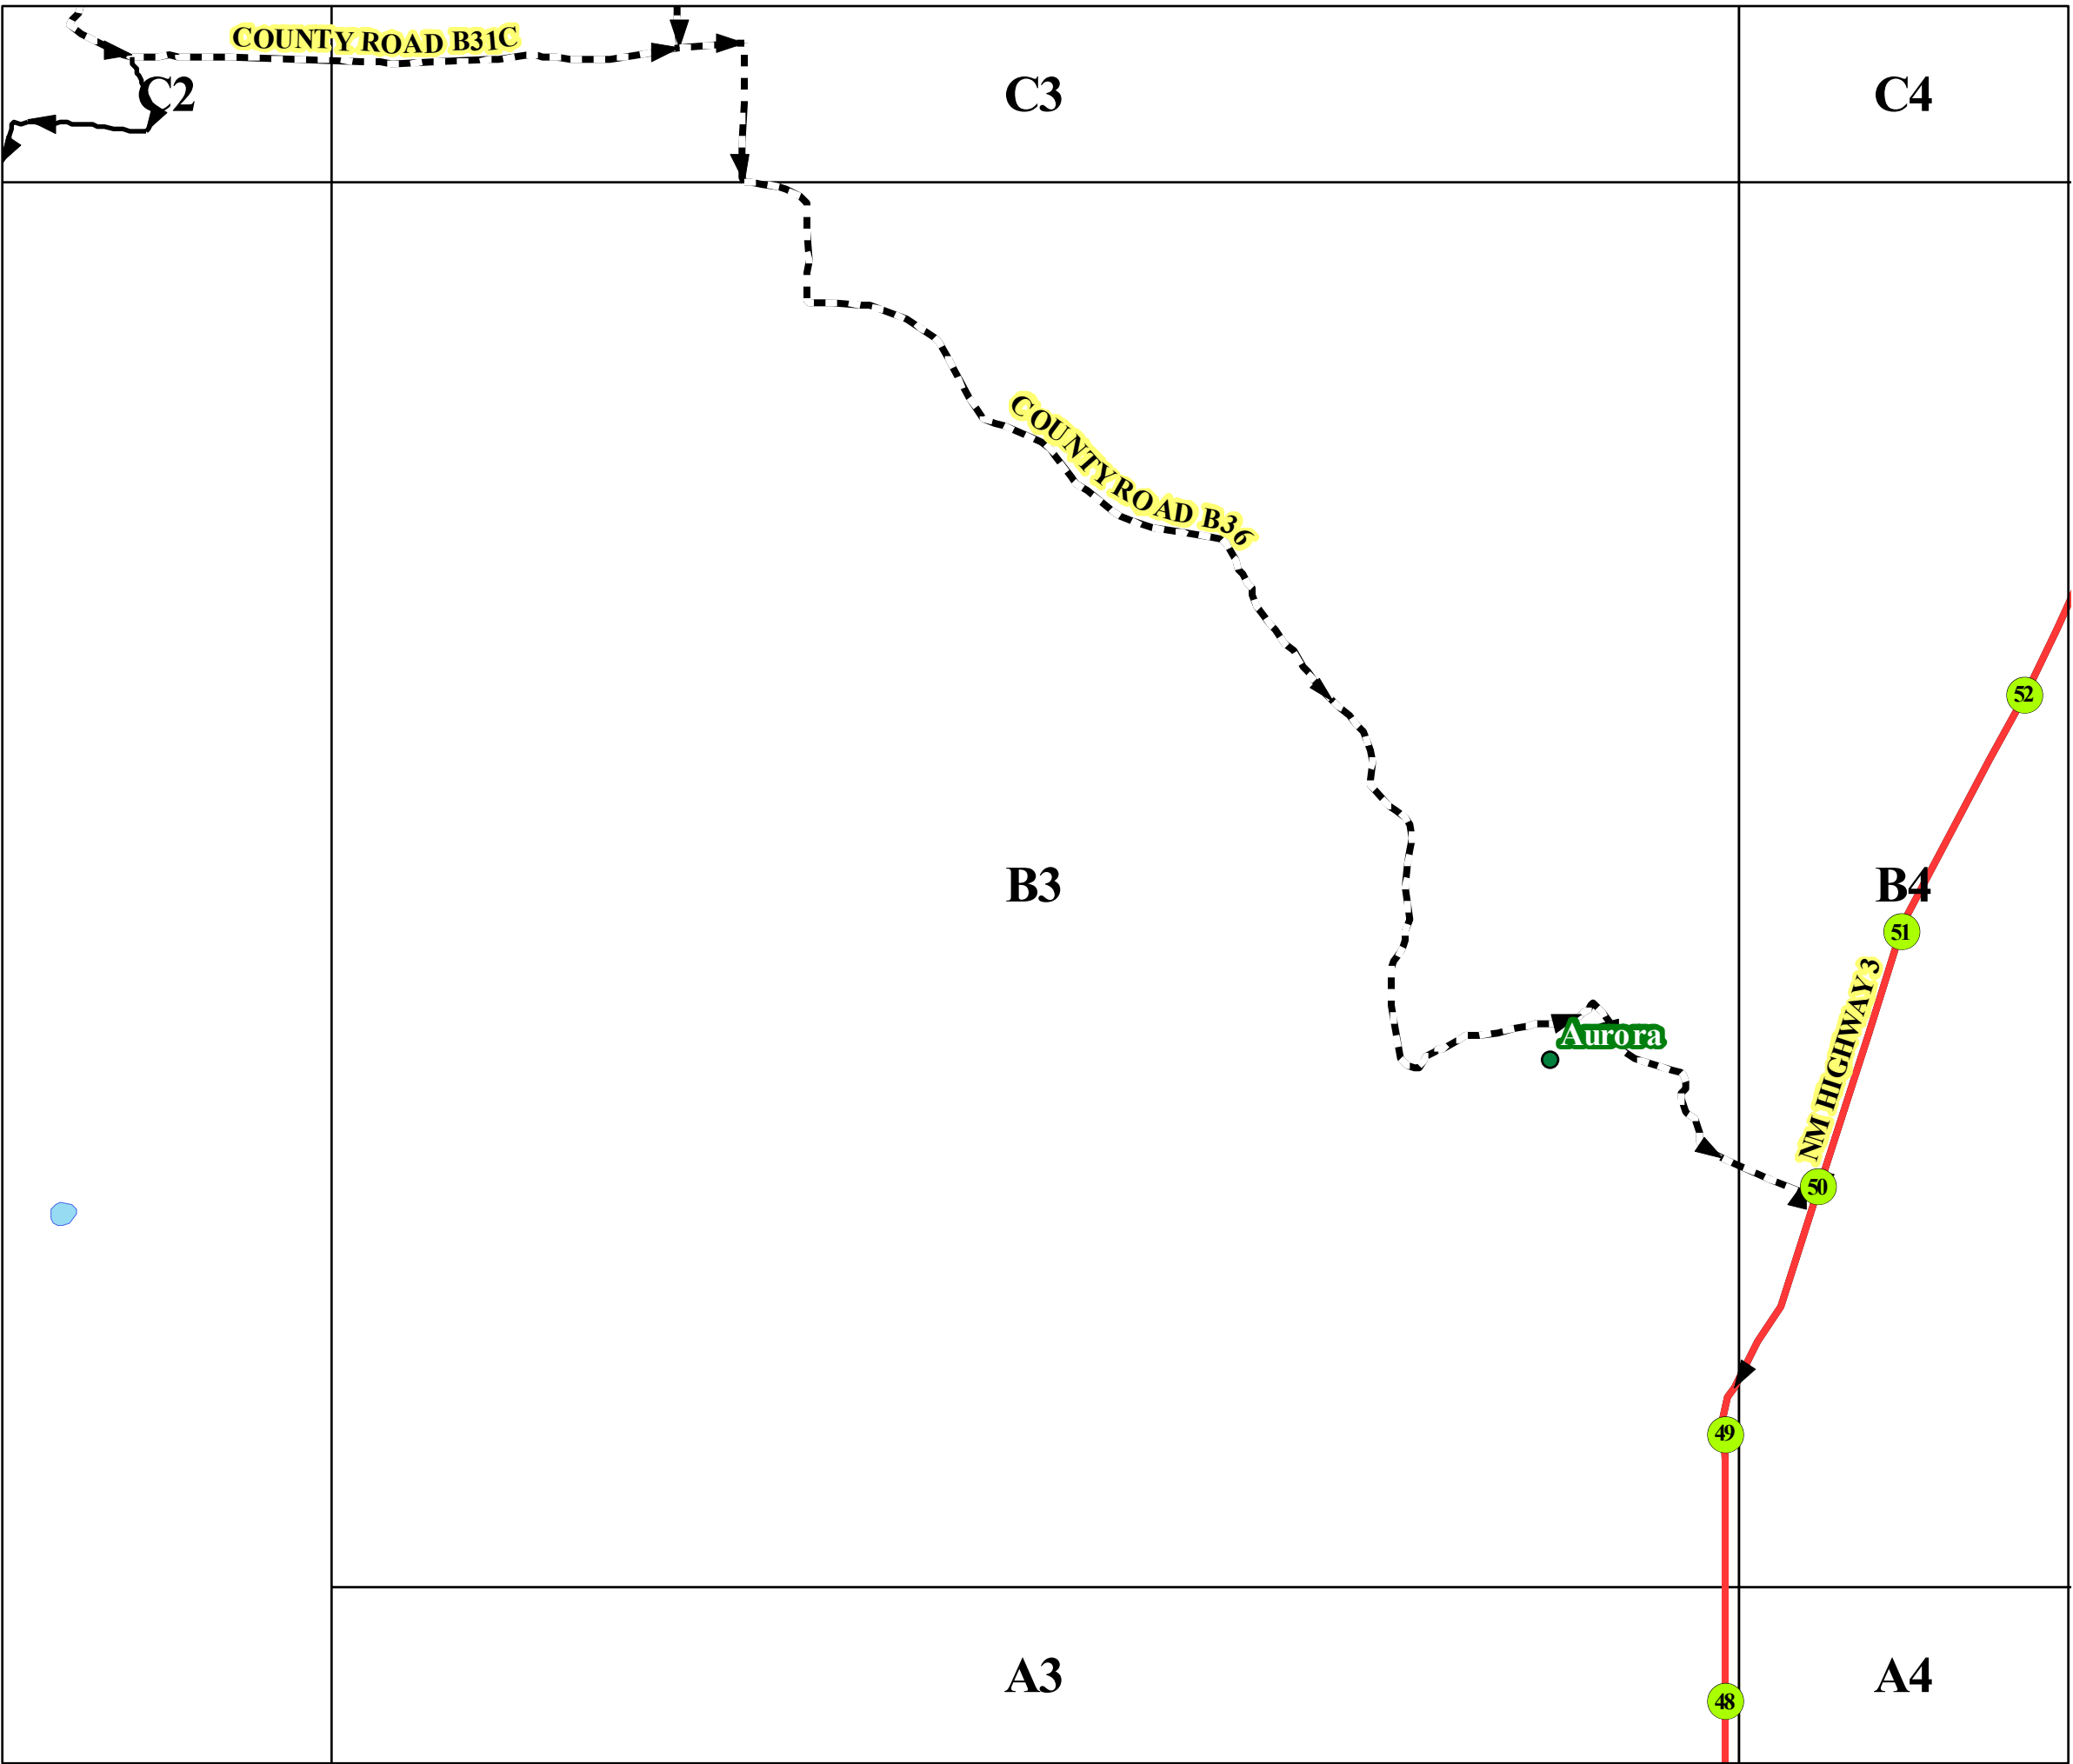 COUNTY ROAD B31C
C2
C3
C4
COUNTY ROAD B36
52
B3
B4
51
NM HIGHWAY 3
Aurora
50
49
A3
A4
48